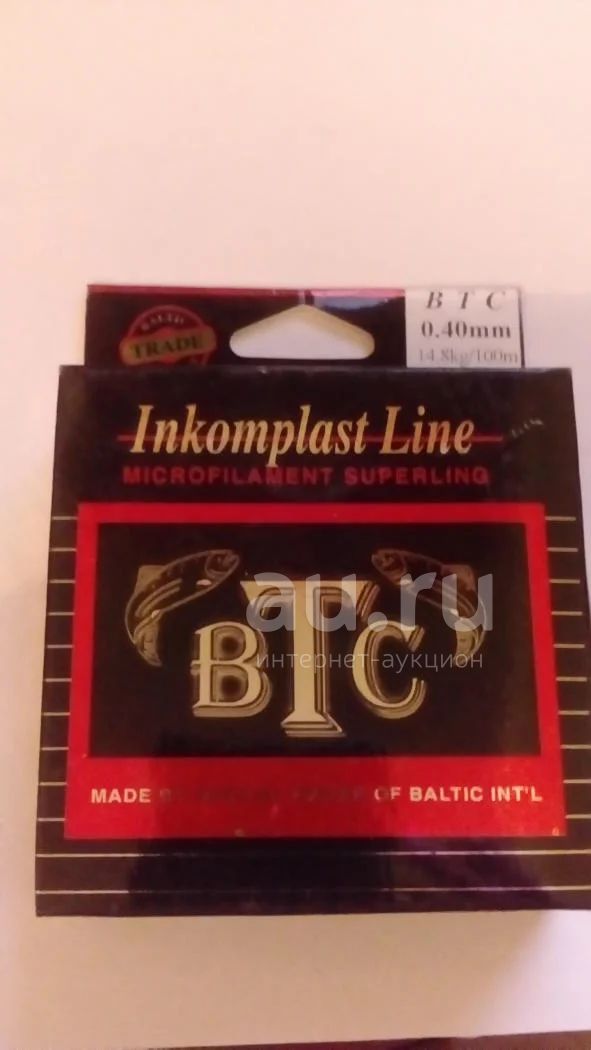 BALTIC
TRADE
B T C
0.40mm
14.8kg/100m
Inkomplast Line
MICROFILAMENT SUPERLING
BTC
au.ru
интернет-аукцион
MADE OF BALTIC INT'L